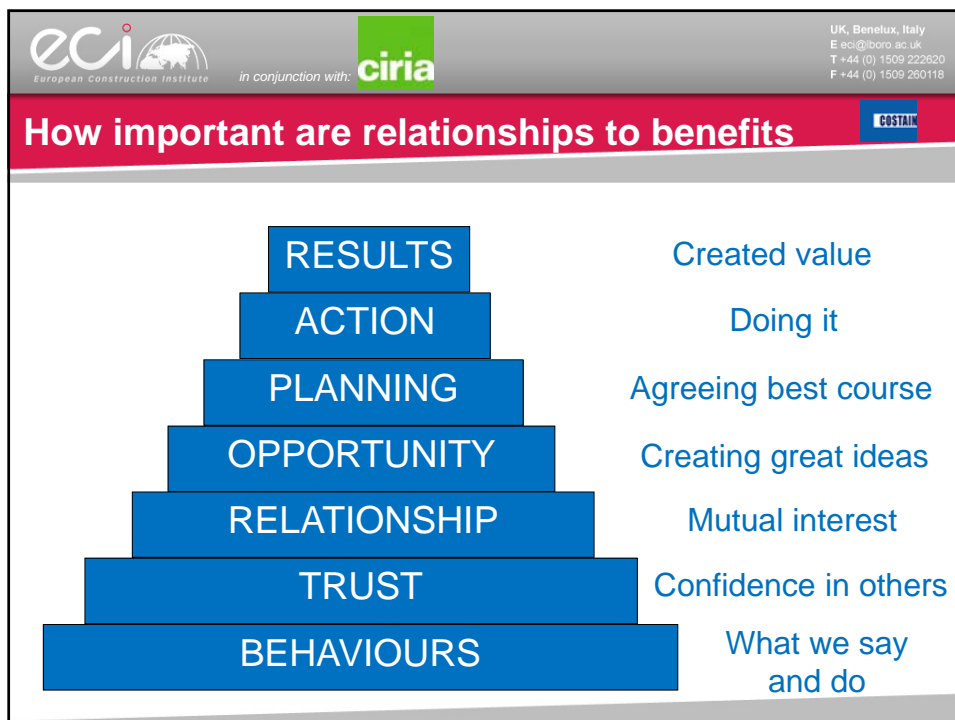 eci
European Construction Institute
in conjunction with:
ciria
UK, Benelux, Italy
E eci@lboro.ac.uk
T +44 (0) 1509 222620
F +44 (0) 1509 260118
How important are relationships to benefits
COSTAIN
RESULTS
Created value
ACTION
Doing it
PLANNING
Agreeing best course
OPPORTUNITY
Creating great ideas
RELATIONSHIP
Mutual interest
TRUST
Confidence in others
BEHAVIOURS
What we say
and do